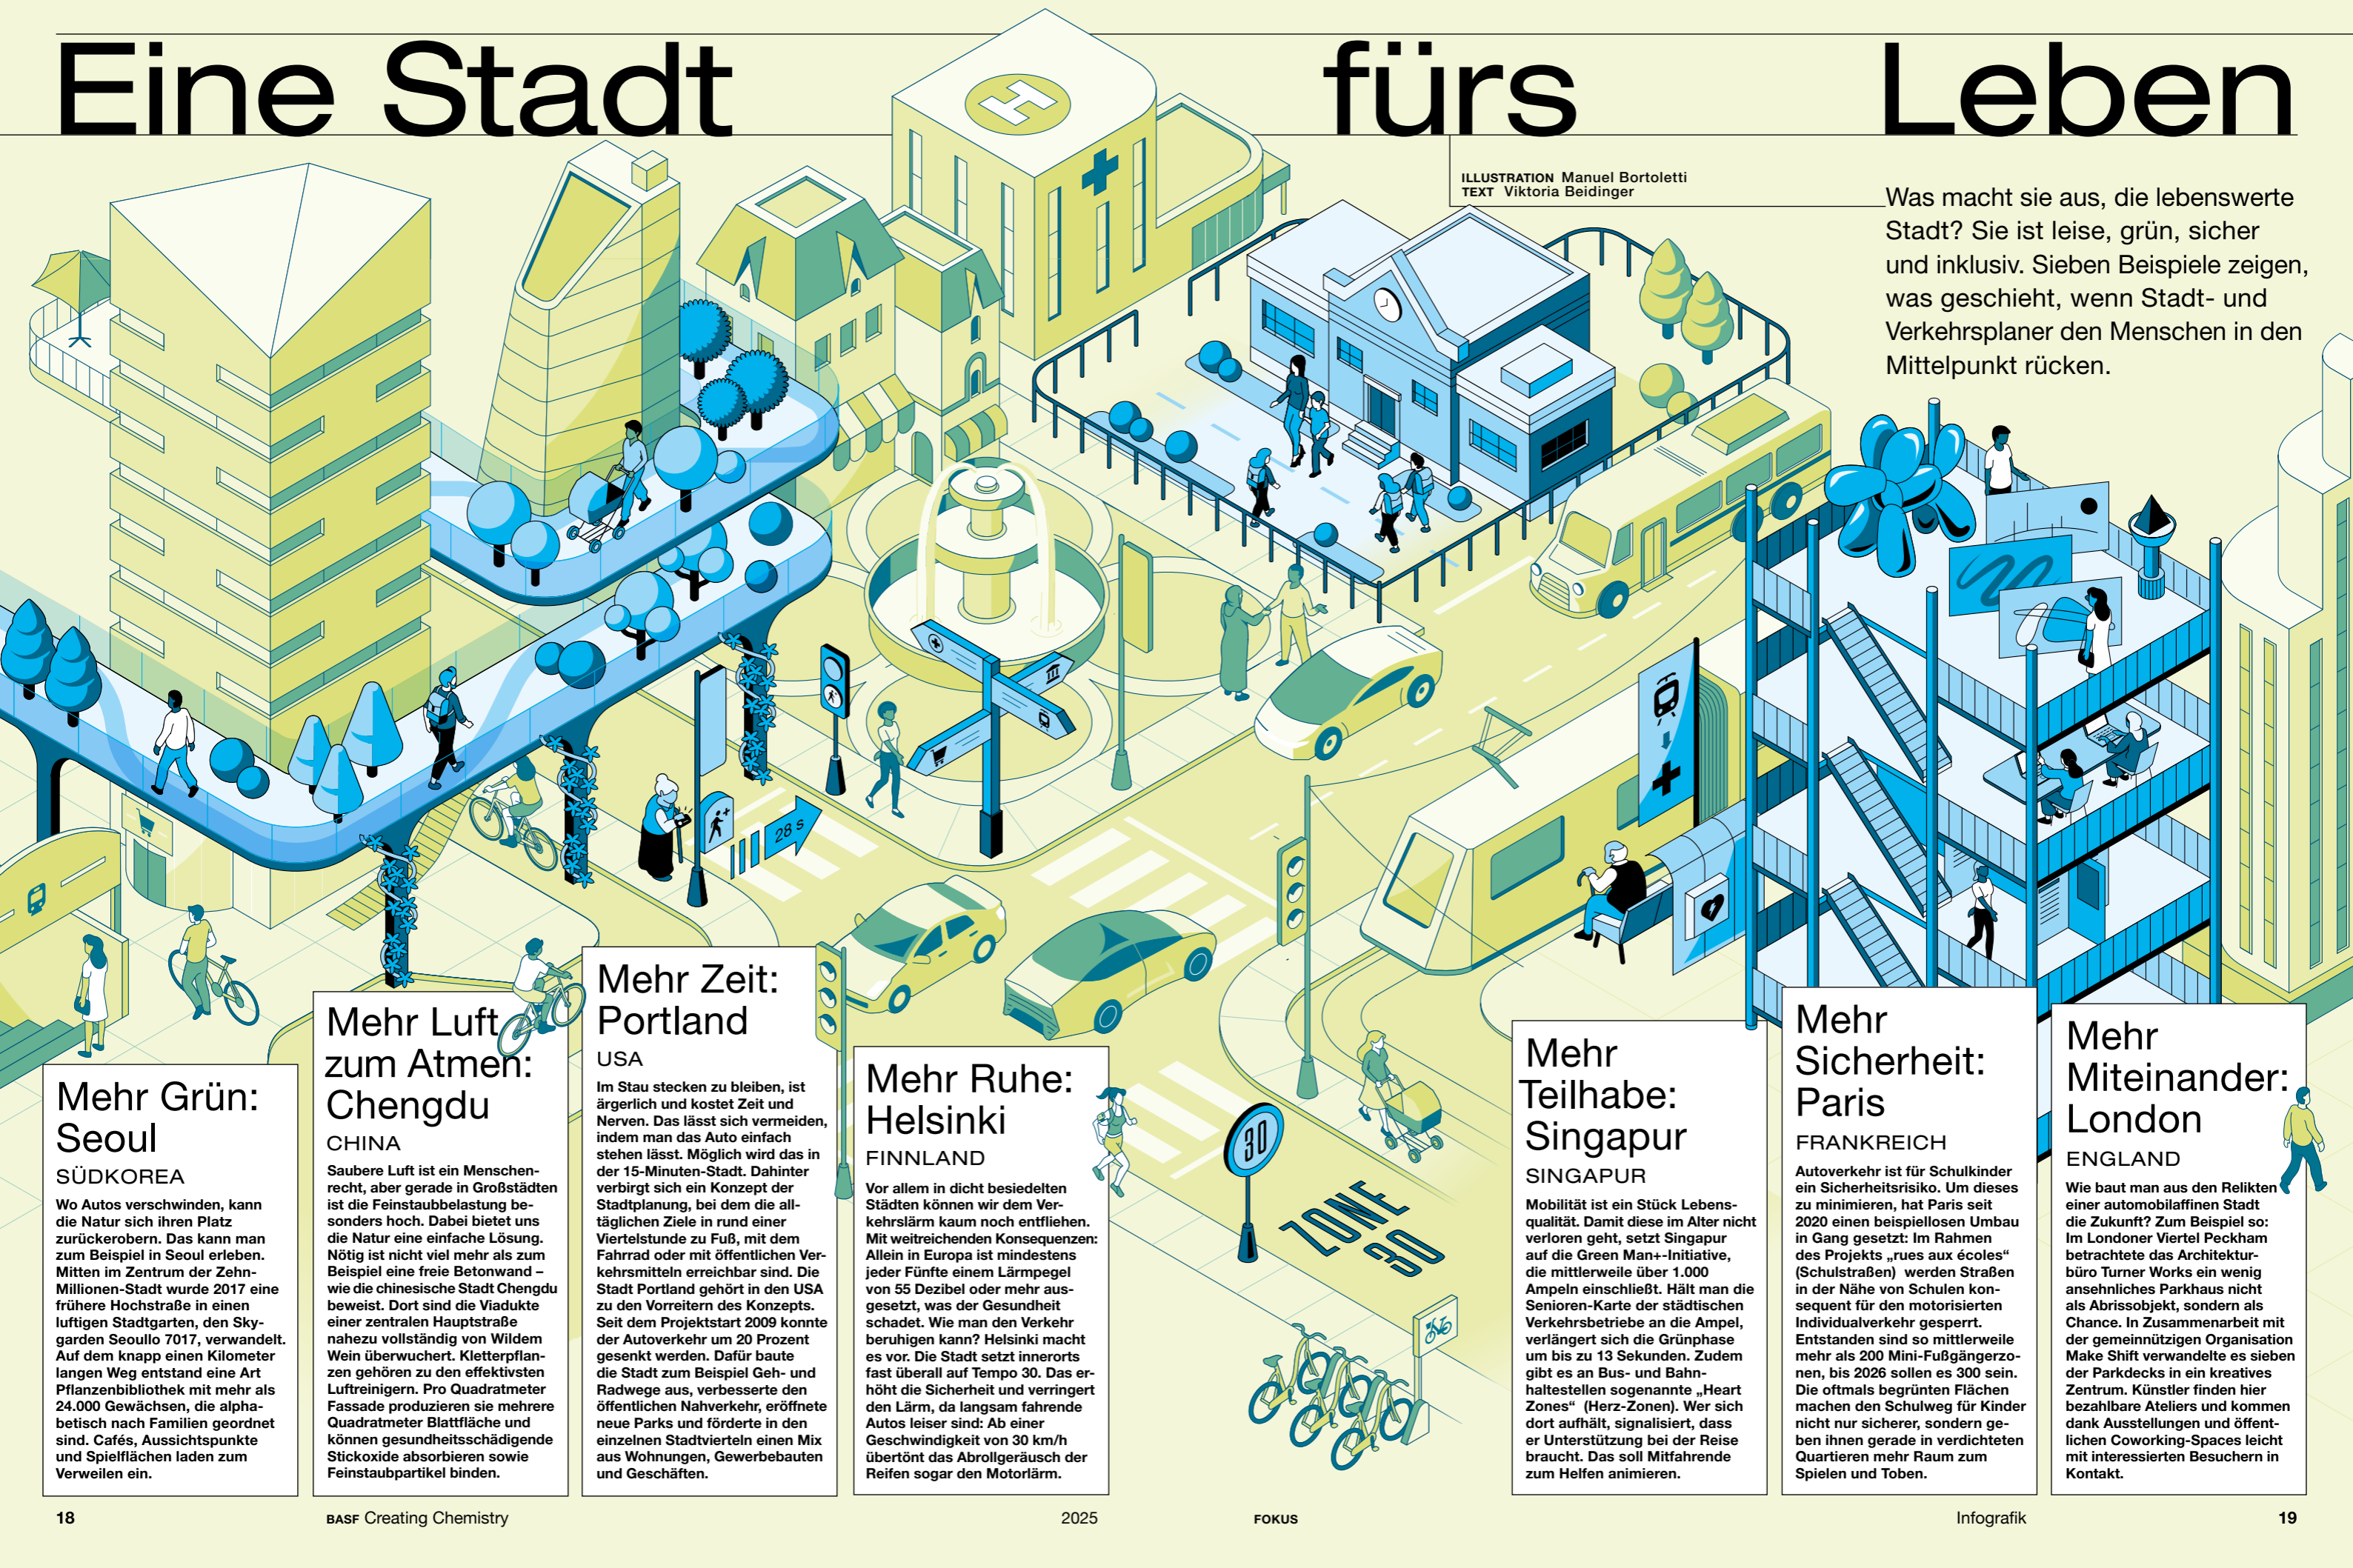 Eine Stadt fürs Leben
ILLUSTRATION Manuel Bortoletti
TEXT Viktoria Beidinger
Was macht sie aus, die lebenswerte
Stadt? Sie ist leise, grün, sicher
und inklusiv. Sieben Beispiele zeigen,
was geschieht, wenn Stadt- und
Verkehrsplaner den Menschen in den
Mittelpunkt rücken.
28 s
30
ZONE
30
Mehr Grün:
Seoul
SÜDKOREA
Wo Autos verschwinden, kann
die Natur sich ihren Platz
zurückerobern. Das kann man
zum Beispiel in Seoul erleben.
Mitten im Zentrum der Zehn-
Millionen-Stadt wurde 2017 eine
frühere Hochstraße in einen
luftigen Stadtgarten, den Sky-
garden Seoullo 7017, verwandelt.
Auf dem knapp einen Kilometer
langen Weg entstand eine Art
Pflanzenbibliothek mit mehr als
24.000 Gewächsen, die alpha-
betisch nach Familien geordnet
sind. Cafés, Aussichtspunkte
und Spielflächen laden zum
Verweilen ein.
Mehr Luft
zum Atmen:
Chengdu
CHINA
Saubere Luft ist ein Menschen-
recht, aber gerade in Großstädten
ist die Feinstaubbelastung be-
sonders hoch. Dabei bietet uns
die Natur eine einfache Lösung.
Nötig ist nicht viel mehr als zum
Beispiel eine freie Betonwand –
wie die chinesische Stadt Chengdu
beweist. Dort sind die Viadukte
einer zentralen Hauptstraße
nahezu vollständig von Wildem
Wein überwuchert. Kletterpflan-
zen gehören zu den effektivsten
Luftreinigern. Pro Quadratmeter
Fassade produzieren sie mehrere
Quadratmeter Blattfläche und
können gesundheitsschädigende
Stickoxide absorbieren sowie
Feinstaubpartikel binden.
Mehr Zeit:
Portland
USA
Im Stau stecken zu bleiben, ist
ärgerlich und kostet Zeit und
Nerven. Das lässt sich vermeiden,
indem man das Auto einfach
stehen lässt. Möglich wird das in
der 15-Minuten-Stadt. Dahinter
verbirgt sich ein Konzept der
Stadtplanung, bei dem die all-
täglichen Ziele in rund einer
Viertelstunde zu Fuß, mit dem
Fahrrad oder mit öffentlichen Ver-
kehrsmitteln erreichbar sind. Die
Stadt Portland gehört in den USA
zu den Vorreitern des Konzepts.
Seit dem Projektstart 2009 konnte
der Autoverkehr um 20 Prozent
gesenkt werden. Dafür baute
die Stadt zum Beispiel Geh- und
Radwege aus, verbesserte den
öffentlichen Nahverkehr, eröffnete
neue Parks und förderte in den
einzelnen Stadtvierteln einen Mix
aus Wohnungen, Gewerbebauten
und Geschäften.
Mehr Ruhe:
Helsinki
FINNLAND
Vor allem in dicht besiedelten
Städten können wir dem Ver-
kehrslärm kaum noch entfliehen.
Mit weitreichenden Konsequenzen:
Allein in Europa ist mindestens
jeder Fünfte einem Lärmpegel
von 55 Dezibel oder mehr aus-
gesetzt, was der Gesundheit
schadet. Wie man den Verkehr
beruhigen kann? Helsinki macht
es vor. Die Stadt setzt innerorts
fast überall auf Tempo 30. Das er-
höht die Sicherheit und verringert
den Lärm, da langsam fahrende
Autos leiser sind: Ab einer
Geschwindigkeit von 30 km/h
übertönt das Abrollgeräusch der
Reifen sogar den Motorlärm.
Mehr
Teilhabe:
Singapur
SINGAPUR
Mobilität ist ein Stück Lebens-
qualität. Damit diese im Alter nicht
verloren geht, setzt Singapur
auf die Green Man+-Initiative,
die mittlerweile über 1.000
Ampeln einschließt. Hält man die
Senioren-Karte der städtischen
Verkehrsbetriebe an die Ampel,
verlängert sich die Grünphase
um bis zu 13 Sekunden. Zudem
gibt es an Bus- und Bahn-
haltestellen sogenannte „Heart
Zones“ (Herz-Zonen). Wer sich
dort aufhält, signalisiert, dass
er Unterstützung bei der Reise
braucht. Das soll Mitfahrende
zum Helfen animieren.
Mehr
Sicherheit:
Paris
FRANKREICH
Autoverkehr ist für Schulkinder
ein Sicherheitsrisiko. Um dieses
zu minimieren, hat Paris seit
2020 einen beispiellosen Umbau
in Gang gesetzt: Im Rahmen
des Projekts „rues aux écoles“
(Schulstraßen) werden Straßen
in der Nähe von Schulen kon-
sequent für den motorisierten
Individualverkehr gesperrt.
Entstanden sind so mittlerweile
mehr als 200 Mini-Fußgängerzo-
nen, bis 2026 sollen es 300 sein.
Die oftmals begrünten Flächen
machen den Schulweg für Kinder
nicht nur sicherer, sondern ge-
ben ihnen gerade in verdichteten
Quartieren mehr Raum zum
Spielen und Toben.
Mehr
Miteinander:
London
ENGLAND
Wie baut man aus den Relikten
einer automobilaffinen Stadt
die Zukunft? Zum Beispiel so:
Im Londoner Viertel Peckham
betrachtete das Architektur-
büro Turner Works ein wenig
ansehnliches Parkhaus nicht
als Abrissobjekt, sondern als
Chance. In Zusammenarbeit mit
der gemeinnützigen Organisation
Make Shift verwandelte es sieben
der Parkdecks in ein kreatives
Zentrum. Künstler finden hier
bezahlbare Ateliers und kommen
dank Ausstellungen und öffent-
lichen Coworking-Spaces leicht
mit interessierten Besuchern in
Kontakt.
18 BASF Creating Chemistry 2025 FOKUS Infografik 19